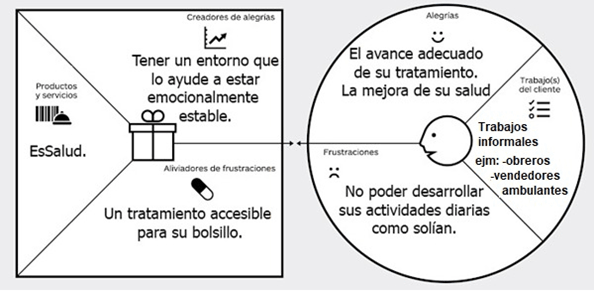 Creadores de alegrías
Tener un entorno que
lo ayude a estar
emocionalmente
estable.
Productos
y servicios
EsSalud.
Aliviadores de frustraciones
Un tratamiento accesible
para su bolsillo.
Alegrías
El avance adecuado
de su tratamiento.
La mejora de su salud
Trabajo(s)
del cliente
Trabajos
informales
ejm: -obreros
-vendedores
ambulantes
Frustraciones
No poder desarrollar
sus actividades diarias
como solían.